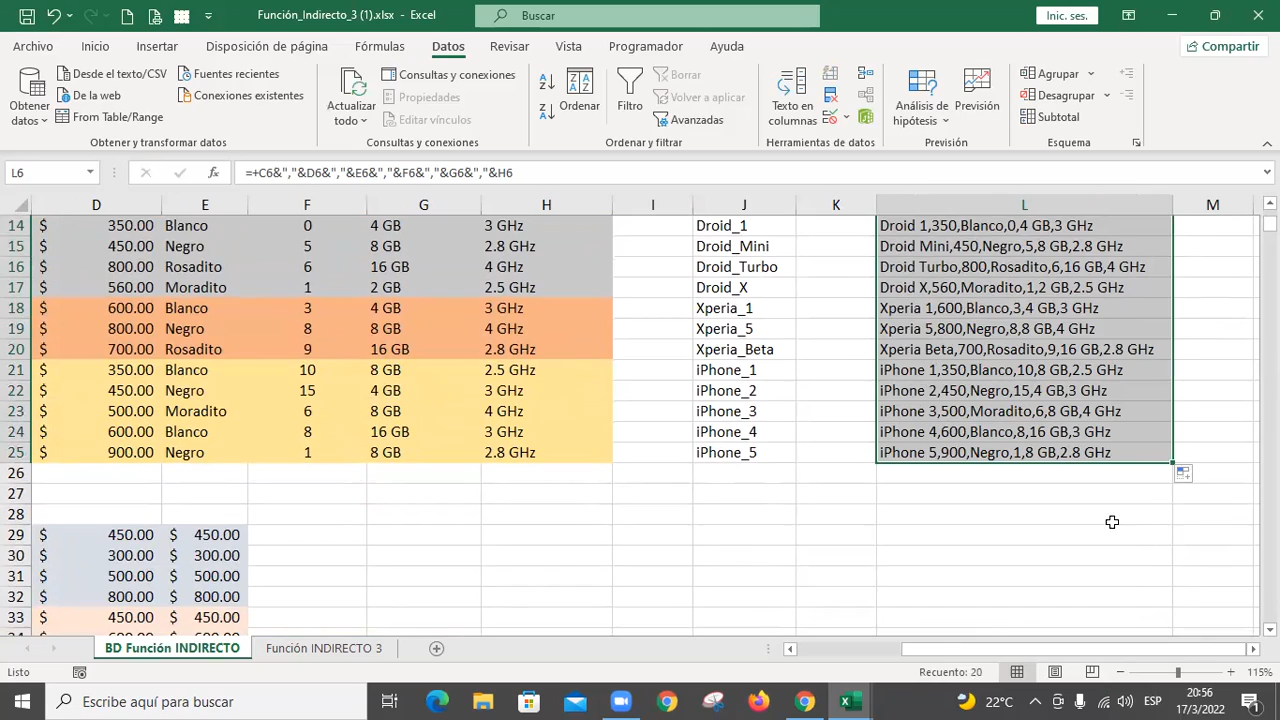 Función_Indirecto_3 (1).xlsx - Excel
Buscar
Inic. ses.
Archivo Inicio Insertar Disposición de página Fórmulas Datos Revisar Vista Programador Ayuda Compartir
Obtener datos
Desde el texto/CSV
De la web
From Table/Range
Fuentes recientes
Conexiones existentes
Obtener y transformar datos
Actualizar todo
Consultas y conexiones
Propiedades
Editar vínculos
Consultas y conexiones
Ordenar
Filtro
Borrar
Volver a aplicar
Avanzadas
Ordenar y filtrar
Texto en columnas
Herramientas de datos
Análisis de hipótesis
Previsión
Previsión
Agrupar
Desagrupar
Subtotal
Esquema
L6 fx =+C6&","&D6&","&E6&","&F6&","&G6&","&H6
D E F G H I J K L M
14 $ 350.00 Blanco 0 4 GB 3 GHz Droid_1 Droid 1,350,Blanco,0,4 GB,3 GHz
15 $ 450.00 Negro 5 8 GB 2.8 GHz Droid_Mini Droid Mini,450,Negro,5,8 GB,2.8 GHz
16 $ 800.00 Rosadito 6 16 GB 4 GHz Droid_Turbo Droid Turbo,800,Rosadito,6,16 GB,4 GHz
17 $ 560.00 Moradito 1 2 GB 2.5 GHz Droid_X Droid X,560,Moradito,1,2 GB,2.5 GHz
18 $ 600.00 Blanco 3 4 GB 3 GHz Xperia_1 Xperia 1,600,Blanco,3,4 GB,3 GHz
19 $ 800.00 Negro 8 8 GB 4 GHz Xperia_5 Xperia 5,800,Negro,8,8 GB,4 GHz
20 $ 700.00 Rosadito 9 16 GB 2.8 GHz Xperia_Beta Xperia Beta,700,Rosadito,9,16 GB,2.8 GHz
21 $ 350.00 Blanco 10 8 GB 2.5 GHz iPhone_1 iPhone 1,350,Blanco,10,8 GB,2.5 GHz
22 $ 450.00 Negro 15 4 GB 3 GHz iPhone_2 iPhone 2,450,Negro,15,4 GB,3 GHz
23 $ 500.00 Moradito 6 8 GB 4 GHz iPhone_3 iPhone 3,500,Moradito,6,8 GB,4 GHz
24 $ 600.00 Blanco 8 16 GB 3 GHz iPhone_4 iPhone 4,600,Blanco,8,16 GB,3 GHz
25 $ 900.00 Negro 1 8 GB 2.8 GHz iPhone_5 iPhone 5,900,Negro,1,8 GB,2.8 GHz
26
27
28
29 $ 450.00 $ 450.00
30 $ 300.00 $ 300.00
31 $ 500.00 $ 500.00
32 $ 800.00 $ 800.00
33 $ 450.00 $ 450.00
BD Función INDIRECTO Función INDIRECTO 3
Listo Recuento: 20 115%
Escribe aquí para buscar 22°C ESP 20:56
17/3/2022